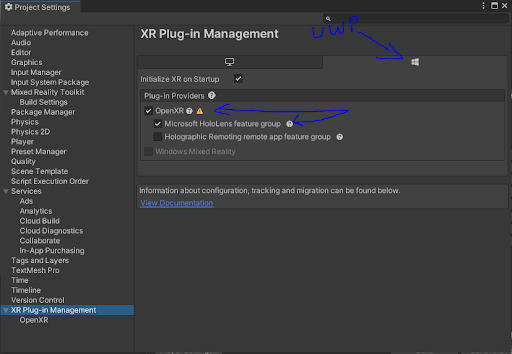 Project Settings
UWP
Adaptive Performance
Audio
Editor
Graphics
Input Manager
Input System Package
Mixed Reality Toolkit
Build Settings
Package Manager
Physics
Physics 2D
Player
Preset Manager
Quality
Scene Template
Script Execution Order
Services
Ads
Analytics
Cloud Build
Cloud Diagnostics
Collaborate
In-App Purchasing
Tags and Layers
TextMesh Pro
Time
Timeline
Version Control
XR Plug-in Management
OpenXR
XR Plug-in Management
Initialize XR on Startup
Plug-in Providers
OpenXR
Microsoft HoloLens feature group
Holographic Remoting remote app feature group
Windows Mixed Reality
Information about configuration, tracking and migration can be found below.
View Documentation